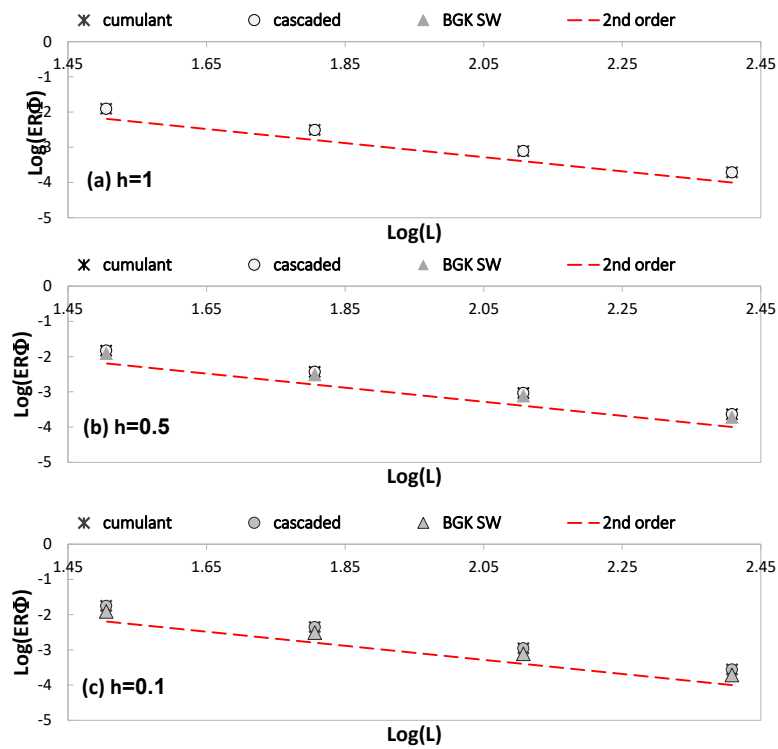 cumulant cascaded BGK SW 2nd order
0
1.45 1.65 1.85 2.05 2.25 2.45
-1
-2
-3
-4
-5
Log(ERΦ)
(a) h=1
Log(L)
cumulant cascaded BGK SW 2nd order
0
1.45 1.65 1.85 2.05 2.25 2.45
-1
-2
-3
-4
-5
Log(ERΦ)
(b) h=0.5
Log(L)
cumulant cascaded BGK SW 2nd order
0
1.45 1.65 1.85 2.05 2.25 2.45
-1
-2
-3
-4
-5
Log(ERΦ)
(c) h=0.1
Log(L)